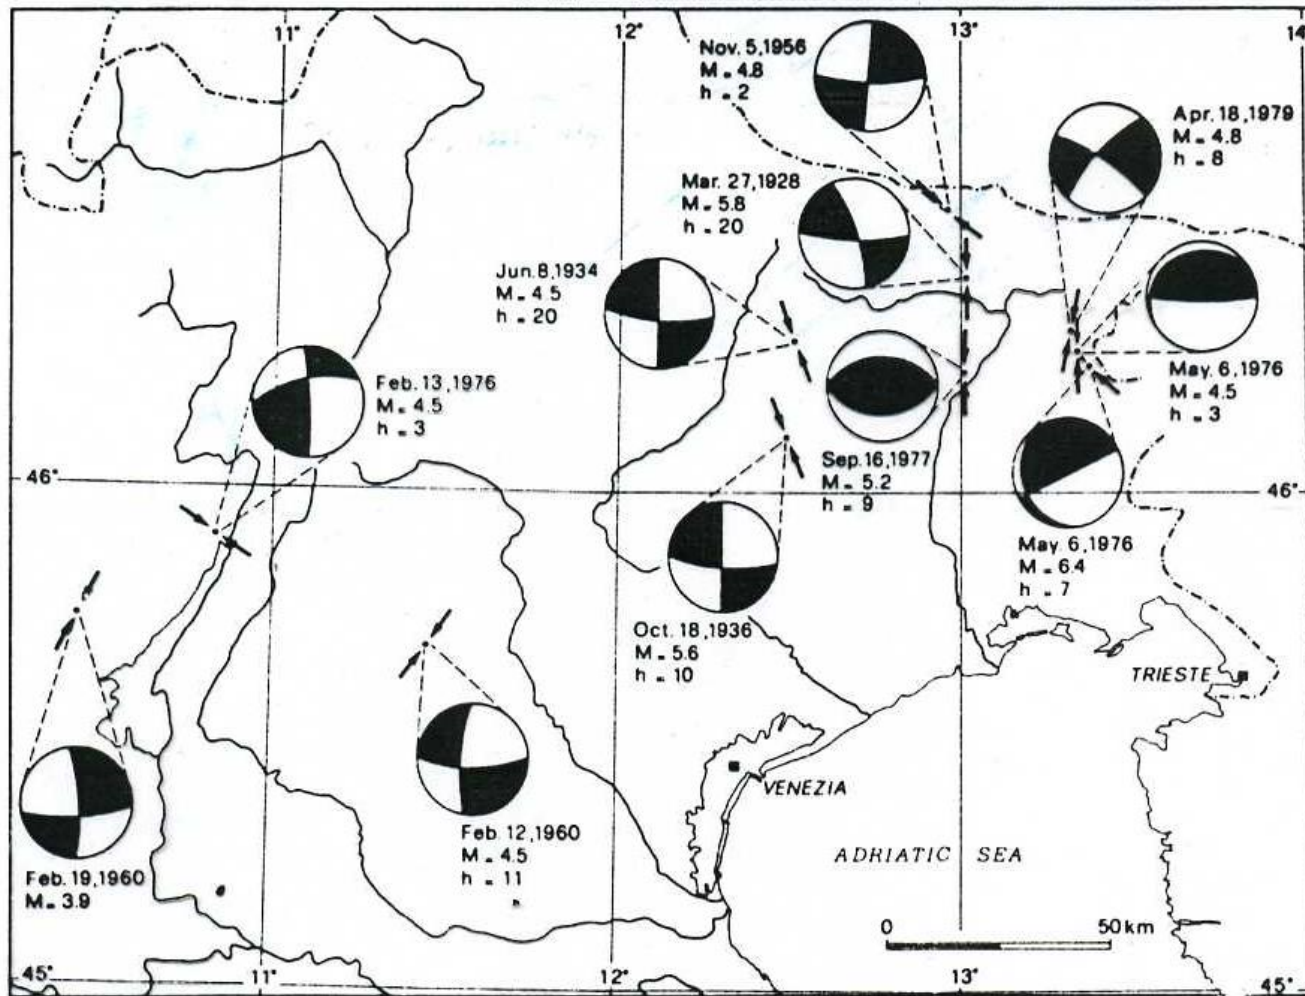 11°
12°
13°
14
Nov. 5,1956
M = 4.8
h = 2
Apr. 18,1979
M = 4.8
h = 8
Mar. 27,1928
M = 5.8
h = 20
Jun. 8,1934
M = 4.5
h = 20
Feb. 13,1976
M = 4.5
h = 3
May. 6,1976
M = 4.5
h = 3
Sep. 16,1977
M = 5.2
h = 9
46°
46°
May. 6,1976
M = 6.4
h = 7
Oct. 18,1936
M = 5.6
h = 10
TRIESTE
VENEZIA
Feb. 12,1960
M = 4.5
h = 11
ADRIATIC SEA
Feb. 19,1960
M = 3.9
0 50 km
45°
11°
12°
13°
45°